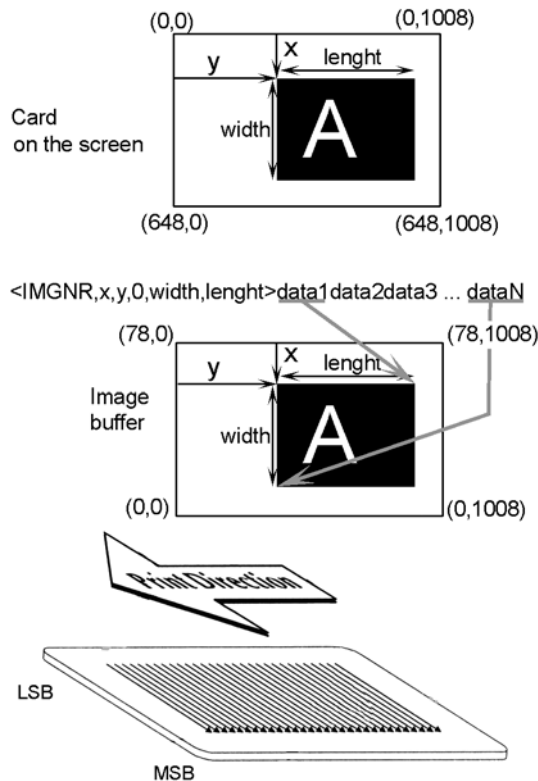 (0,0) (0,1008)
x
lenght
y
Card
on the screen
width
A
(648,0) (648,1008)
<IMGNR,x,y,0,width,lenght>data1data2data3 ... dataN
(78,0) (78,1008)
x
lenght
y
Image
buffer
width
A
(0,0) (0,1008)
Print Direction
LSB
MSB